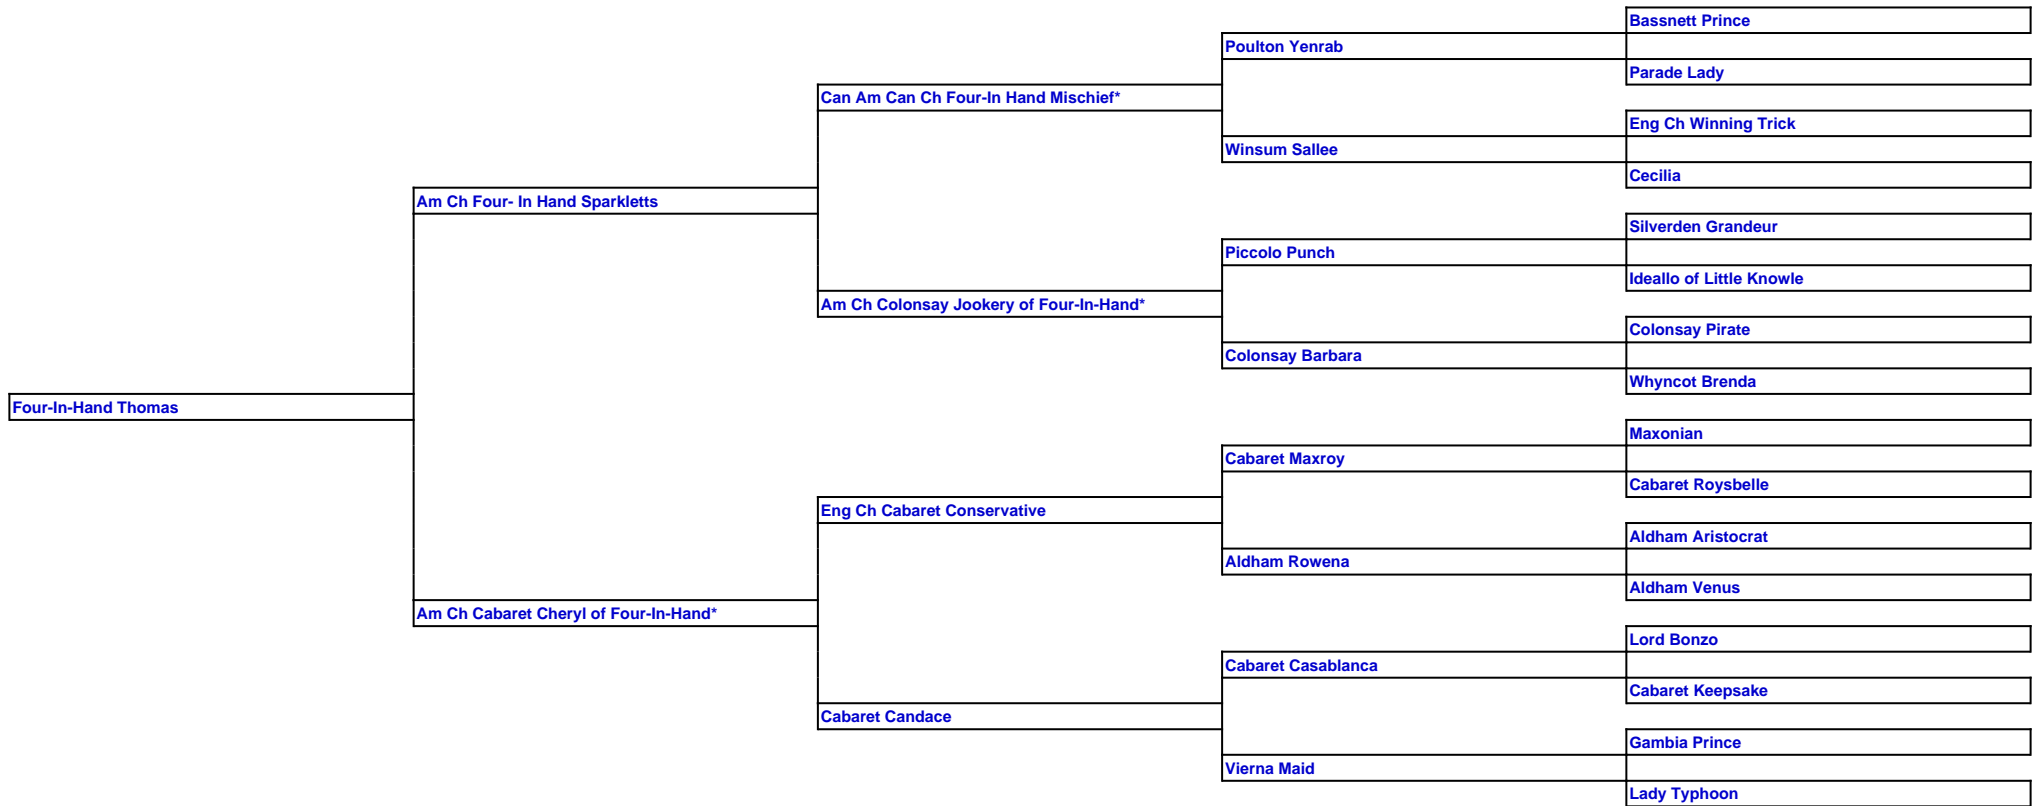 Bassnett Prince
Poulton Yenrab
Parade Lady
Can Am Can Ch Four-In Hand Mischief*
Eng Ch Winning Trick
Winsum Sallee
Cecilia
Am Ch Four- In Hand Sparkletts
Silverden Grandeur
Piccolo Punch
Ideallo of Little Knowle
Am Ch Colonsay Jookery of Four-In-Hand*
Colonsay Pirate
Colonsay Barbara
Whyncot Brenda
Four-In-Hand Thomas
Maxonian
Cabaret Maxroy
Cabaret Roysbelle
Eng Ch Cabaret Conservative
Aldham Aristocrat
Aldham Rowena
Aldham Venus
Am Ch Cabaret Cheryl of Four-In-Hand*
Lord Bonzo
Cabaret Casablanca
Cabaret Keepsake
Cabaret Candace
Gambia Prince
Vierna Maid
Lady Typhoon